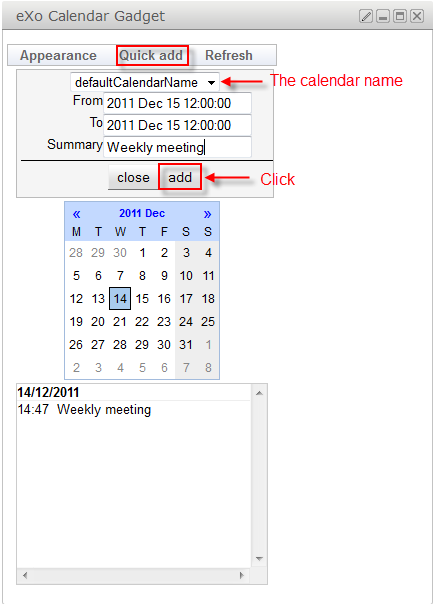 eXo Calendar Gadget
Appearance Quick add Refresh
defaultCalendarName The calendar name
From 2011 Dec 15 12:00:00
To 2011 Dec 15 12:00:00
Summary Weekly meeting
close add Click
« 2011 Dec »
M T W T F S S
28 29 30 1 2 3 4
5 6 7 8 9 10 11
12 13 14 15 16 17 18
19 20 21 22 23 24 25
26 27 28 29 30 31 1
2 3 4 5 6 7 8
14/12/2011
14:47 Weekly meeting